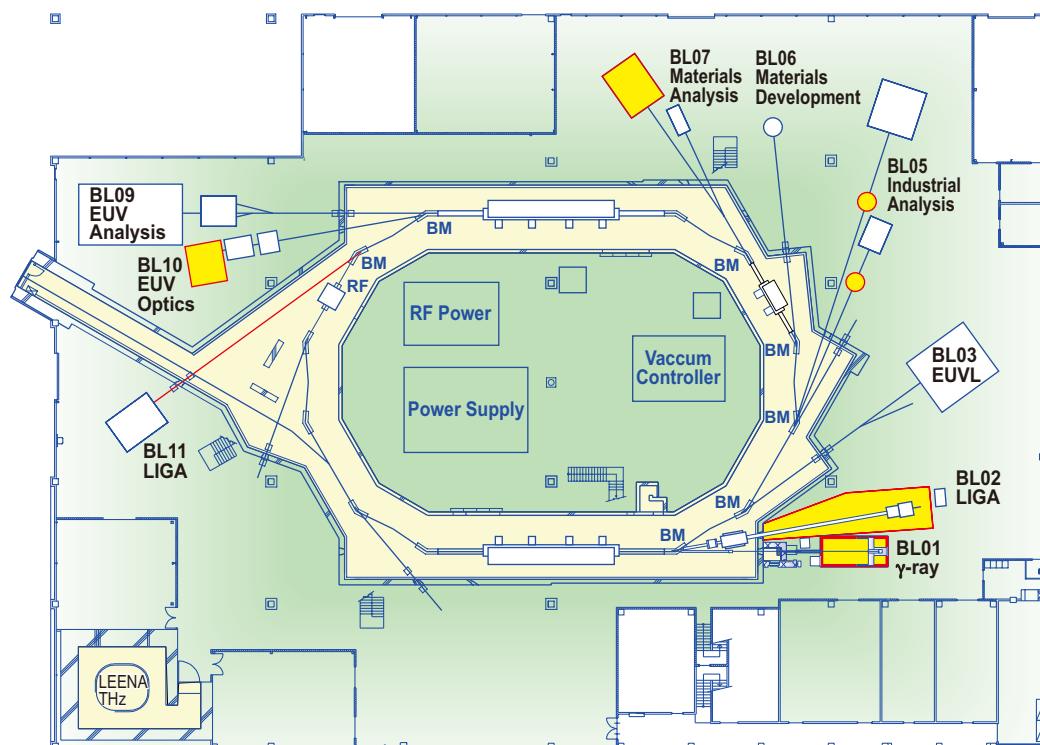 BL07
Materials
Analysis
BL06
Materials
Development
BL05
Industrial
Analysis
BL09
EUV
Analysis
BL10
EUV
Optics
BM
BM
RF
BM
RF Power
Vaccum
Controller
BM
BL03
EUVL
Power Supply
BM
BL11
LIGA
BL02
LIGA
BM
BM
BL01
γ-ray
LEENA
THz